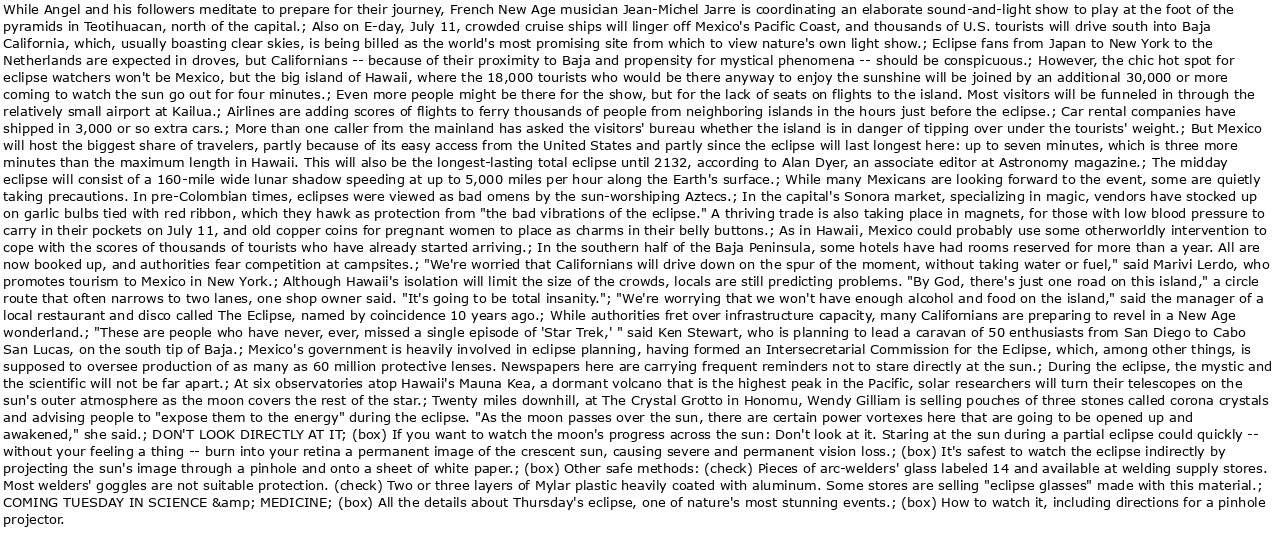 While Angel and his followers meditate to prepare for their journey, French New Age musician Jean-Michel Jarre is coordinating an elaborate sound-and-light show to play at the foot of the
pyramids in Teotihuacan, north of the capital.; Also on E-day, July 11, crowded cruise ships will linger off Mexico's Pacific Coast, and thousands of U.S. tourists will drive south into Baja
California, which, usually boasting clear skies, is being billed as the world's most promising site from which to view nature's own light show.; Eclipse fans from Japan to New York to the
Netherlands are expected in droves, but Californians -- because of their proximity to Baja and propensity for mystical phenomena -- should be conspicuous.; However, the chic hot spot for
eclipse watchers won't be Mexico, but the big island of Hawaii, where the 18,000 tourists who would be there anyway to enjoy the sunshine will be joined by an additional 30,000 or more
coming to watch the sun go out for four minutes.; Even more people might be there for the show, but for the lack of seats on flights to the island. Most visitors will be funneled in through the
relatively small airport at Kailua.; Airlines are adding scores of flights to ferry thousands of people from neighboring islands in the hours just before the eclipse.; Car rental companies have
shipped in 3,000 or so extra cars.; More than one caller from the mainland has asked the visitors' bureau whether the island is in danger of tipping over under the tourists' weight.; But Mexico
will host the biggest share of travelers, partly because of its easy access from the United States and partly since the eclipse will last longest here: up to seven minutes, which is three more
minutes than the maximum length in Hawaii. This will also be the longest-lasting total eclipse until 2132, according to Alan Dyer, an associate editor at Astronomy magazine.; The midday
eclipse will consist of a 160-mile wide lunar shadow speeding at up to 5,000 miles per hour along the Earth's surface.; While many Mexicans are looking forward to the event, some are quietly
taking precautions. In pre-Colombian times, eclipses were viewed as bad omens by the sun-worshiping Aztecs.; In the capital's Sonora market, specializing in magic, vendors have stocked up
on garlic bulbs tied with red ribbon, which they hawk as protection from "the bad vibrations of the eclipse." A thriving trade is also taking place in magnets, for those with low blood pressure to
carry in their pockets on July 11, and old copper coins for pregnant women to place as charms in their belly buttons.; As in Hawaii, Mexico could probably use some otherworldly intervention to
cope with the scores of thousands of tourists who have already started arriving.; In the southern half of the Baja Peninsula, some hotels have had rooms reserved for more than a year. All are
now booked up, and authorities fear competition at campsites.; "We're worried that Californians will drive down on the spur of the moment, without taking water or fuel," said Marivi Lerdo, who
promotes tourism to Mexico in New York.; Although Hawaii's isolation will limit the size of the crowds, locals are still predicting problems. "By God, there's just one road on this island," a circle
route that often narrows to two lanes, one shop owner said. "It's going to be total insanity."; "We're worrying that we won't have enough alcohol and food on the island," said the manager of a
local restaurant and disco called The Eclipse, named by coincidence 10 years ago.; While authorities fret over infrastructure capacity, many Californians are preparing to revel in a New Age
wonderland.; "These are people who have never, ever, missed a single episode of 'Star Trek,' " said Ken Stewart, who is planning to lead a caravan of 50 enthusiasts from San Diego to Cabo
San Lucas, on the south tip of Baja.; Mexico's government is heavily involved in eclipse planning, having formed an Intersecretarial Commission for the Eclipse, which, among other things, is
supposed to oversee production of as many as 60 million protective lenses. Newspapers here are carrying frequent reminders not to stare directly at the sun.; During the eclipse, the mystic and
the scientific will not be far apart.; At six observatories atop Hawaii's Mauna Kea, a dormant volcano that is the highest peak in the Pacific, solar researchers will turn their telescopes on the
sun's outer atmosphere as the moon covers the rest of the star.; Twenty miles downhill, at The Crystal Grotto in Honomu, Wendy Gilliam is selling pouches of three stones called corona crystals
and advising people to "expose them to the energy" during the eclipse. "As the moon passes over the sun, there are certain power vortexes here that are going to be opened up and
awakened," she said.; DON'T LOOK DIRECTLY AT IT; (box) If you want to watch the moon's progress across the sun: Don't look at it. Staring at the sun during a partial eclipse could quickly --
without your feeling a thing -- burn into your retina a permanent image of the crescent sun, causing severe and permanent vision loss.; (box) It's safest to watch the eclipse indirectly by
projecting the sun's image through a pinhole and onto a sheet of white paper.; (box) Other safe methods: (check) Pieces of arc-welders' glass labeled 14 and available at welding supply stores.
Most welders' goggles are not suitable protection. (check) Two or three layers of Mylar plastic heavily coated with aluminum. Some stores are selling "eclipse glasses" made with this material.;
COMING TUESDAY IN SCIENCE &amp; MEDICINE; (box) All the details about Thursday's eclipse, one of nature's most stunning events.; (box) How to watch it, including directions for a pinhole
projector.